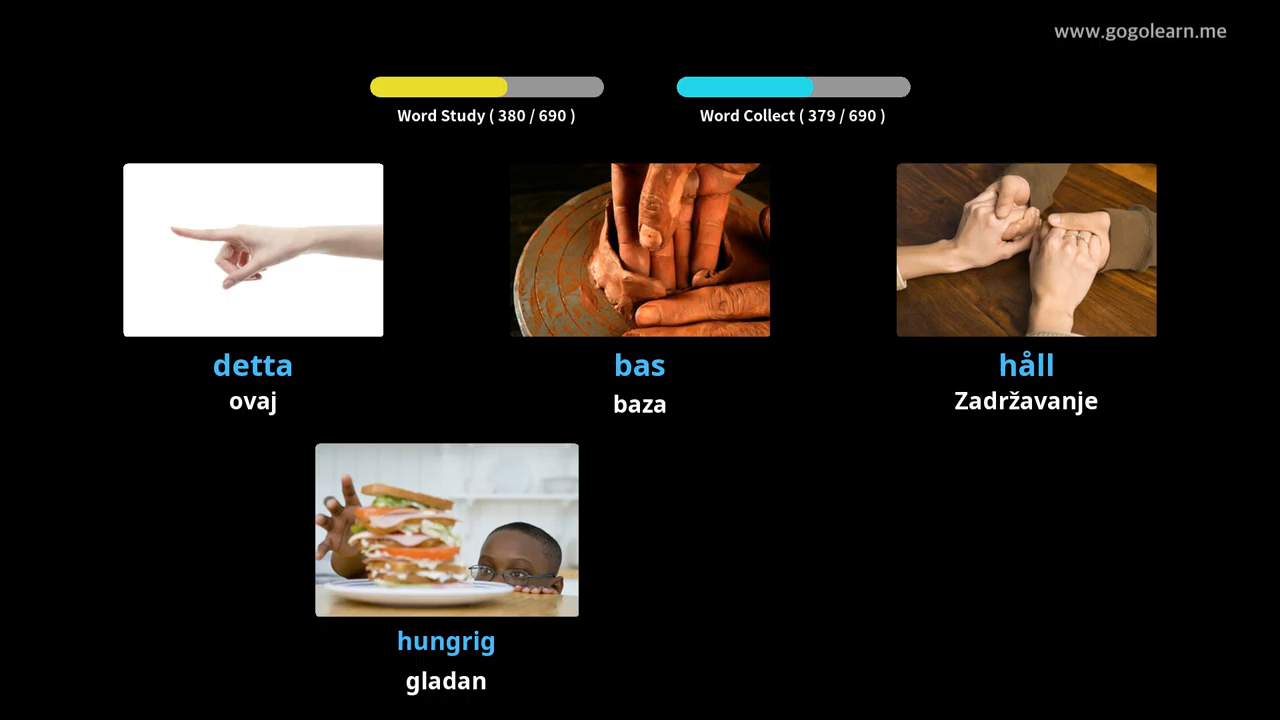 www.gogolearn.me
Word Study ( 380 / 690 )
Word Collect ( 379 / 690 )
detta
ovaj
bas
baza
håll
Zadržavanje
hungrig
gladan